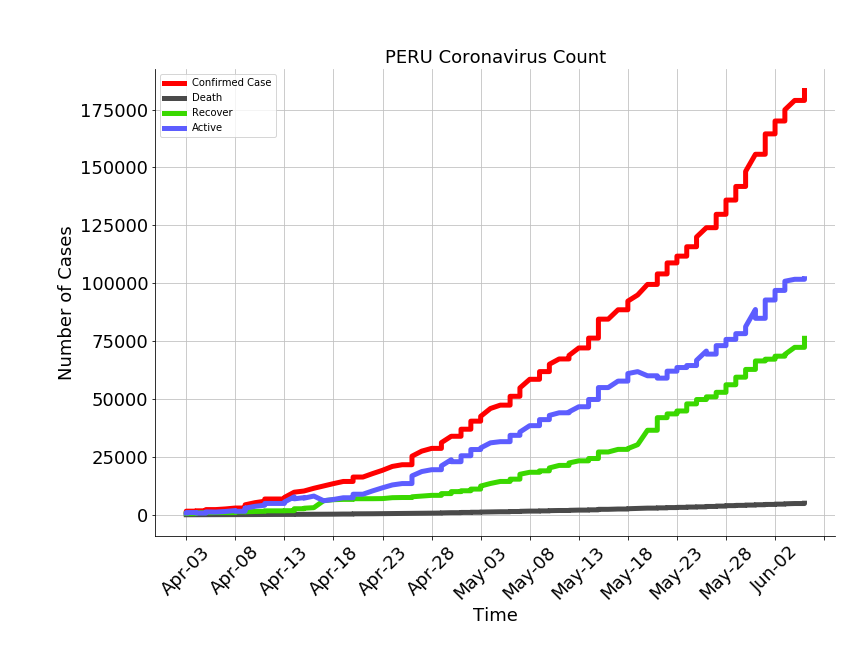 PERU Coronavirus Count
Confirmed Case
Death
Recover
Active
175000
150000
125000
100000
75000
50000
25000
0
Number of Cases
Apr-03
Apr-08
Apr-13
Apr-18
Apr-23
Apr-28
May-03
May-08
May-13
May-18
May-23
May-28
Jun-02
Time